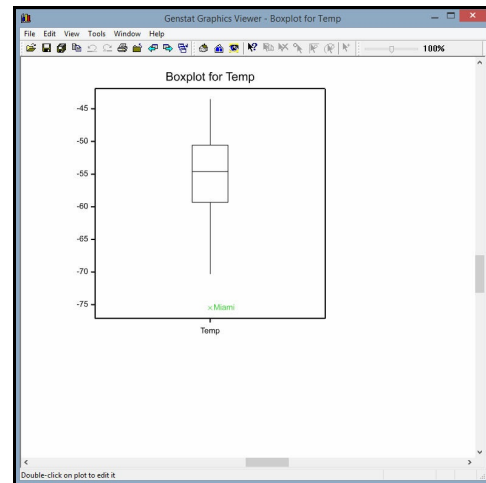 Genstat Graphics Viewer - Boxplot for Temp
File Edit View Tools Window Help
100%
Boxplot for Temp
-45
-50
-55
-60
-65
-70
-75
Miami
Temp
Double-click on plot to edit it